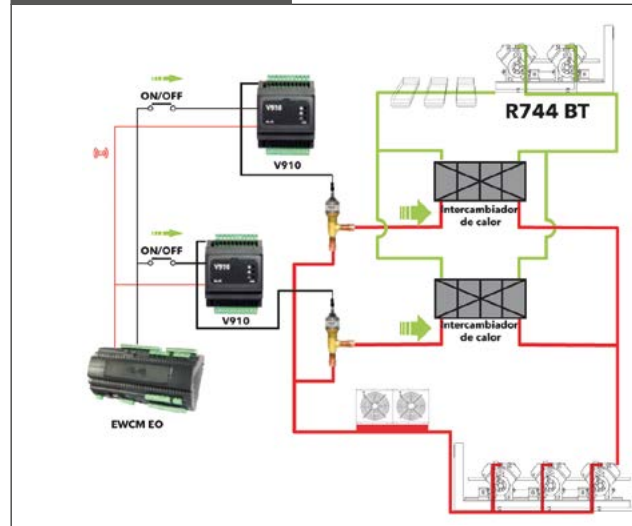 ON/OFF
V910
V910
R744 BT
Intercambiador
de calor
ON/OFF
V910
V910
Intercambiador
de calor
EWCM EO